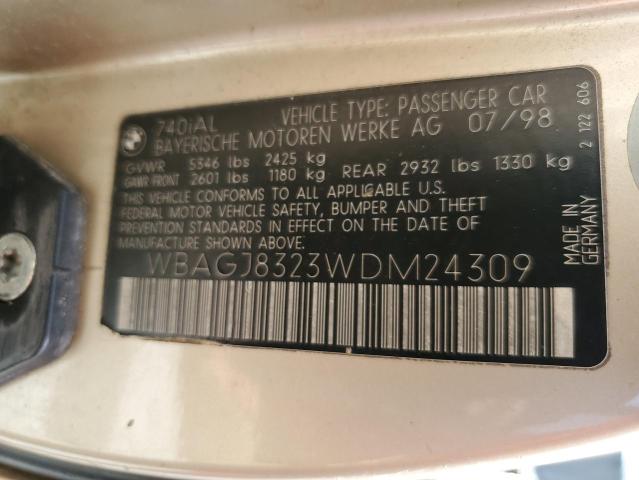 740iAL VEHICLE TYPE: PASSENGER CAR
BAYERISCHE MOTOREN WERKE AG 07/98
GVWR 5346 lbs 2425 kg
GAWR FRONT 2601 lbs 1180 kg REAR 2932 lbs 1330 kg
THIS VEHICLE CONFORMS TO ALL APPLICABLE U.S.
FEDERAL MOTOR VEHICLE SAFETY, BUMPER AND THEFT
PREVENTION STANDARDS IN EFFECT ON THE DATE OF
MANUFACTURE SHOWN ABOVE.
WBAGJ8323WDM24309
2 122 606
MADE IN
GERMANY